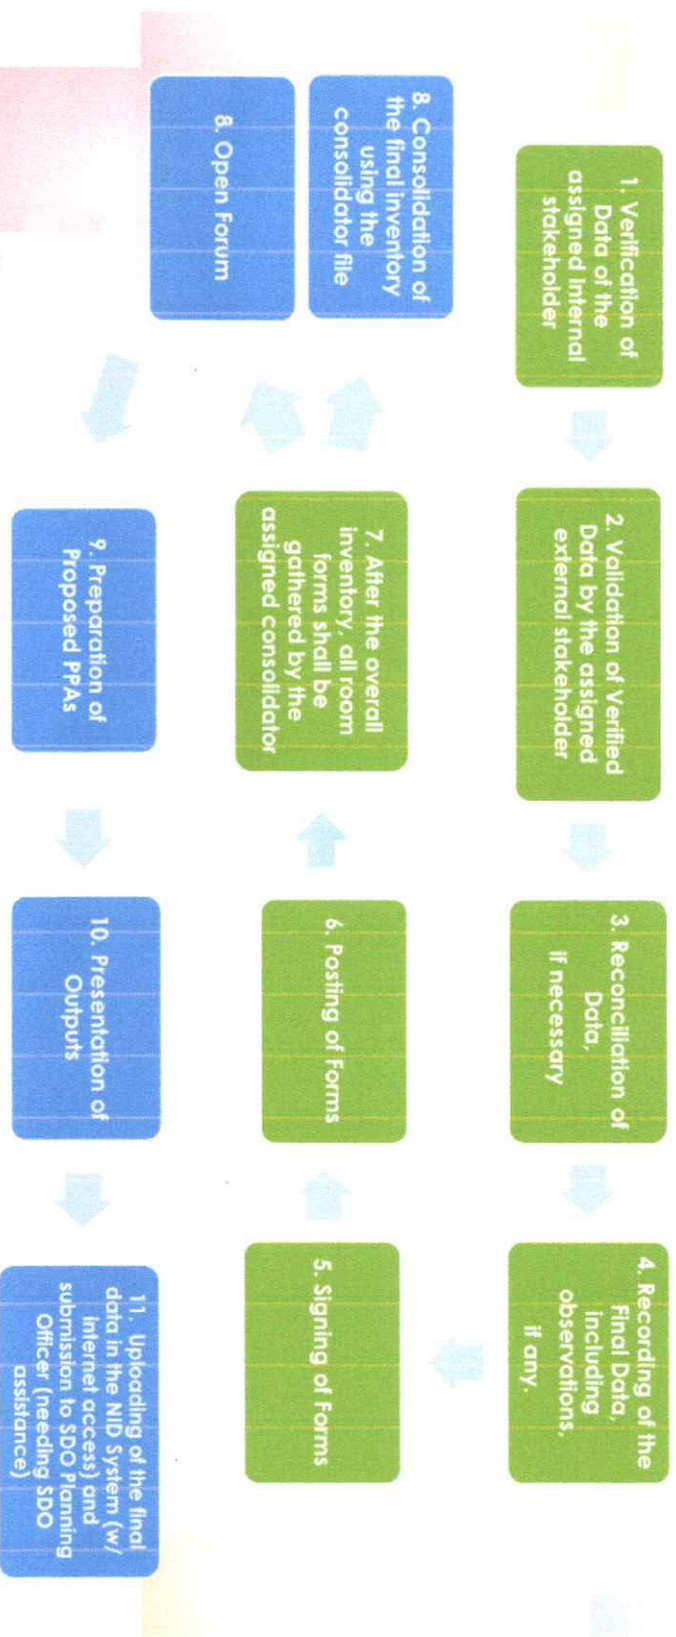 1. Verification of
Data of the
assigned internal
stakeholder
2. Validation of Verified
Data by the assigned
external stakeholder
3. Reconciliation of
Data,
if necessary
4. Recording of the
Final Data,
including
observations,
if any.
5. Signing of Forms
6. Posting of Forms
7. After the overall
inventory, all room
forms shall be
gathered by the
assigned consolidator
8. Consolidation of
the final inventory
using the
consolidator file
8. Open Forum
9. Preparation of
Proposed PPAs
10. Presentation of
Outputs
11. Uploading of the final
data in the NID System (w/
internet access) and
submission to SDO Planning
Officer (needing SDO
assistance)